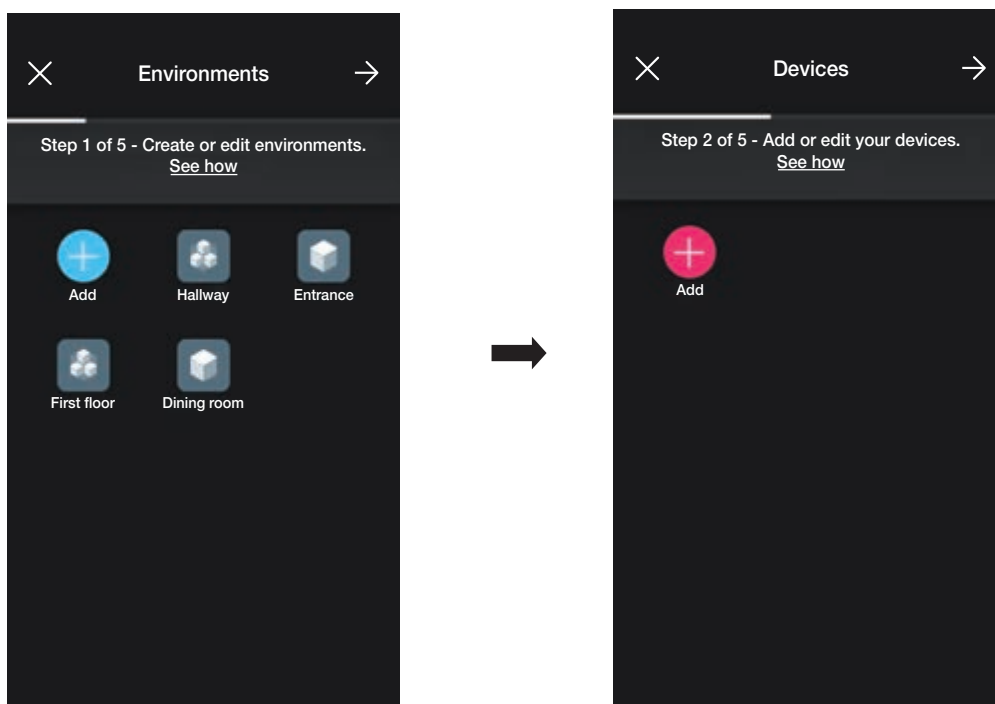 Environments
Step 1 of 5 - Create or edit environments.
See how
Add
Hallway
Entrance
First floor
Dining room
Devices
Step 2 of 5 - Add or edit your devices.
See how
Add